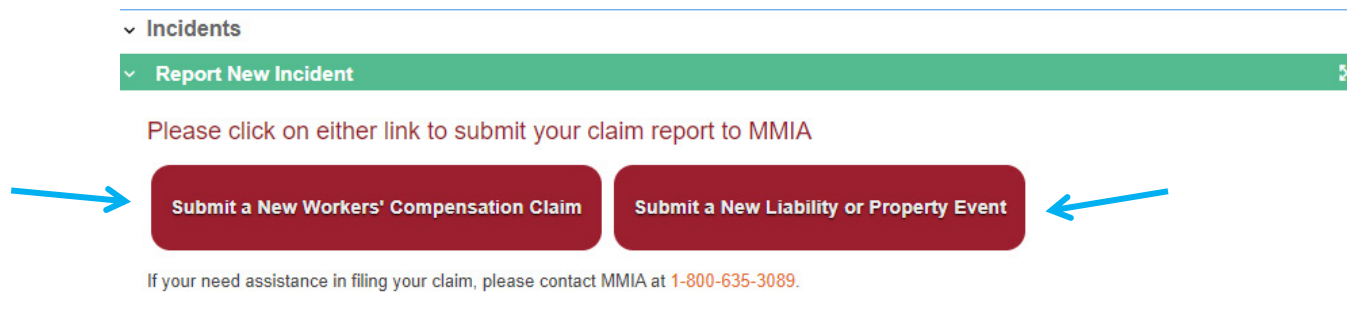 Incidents
Report New Incident
Please click on either link to submit your claim report to MMIA
Submit a New Workers' Compensation Claim
Submit a New Liability or Property Event
If your need assistance in filing your claim, please contact MMIA at 1-800-635-3089.